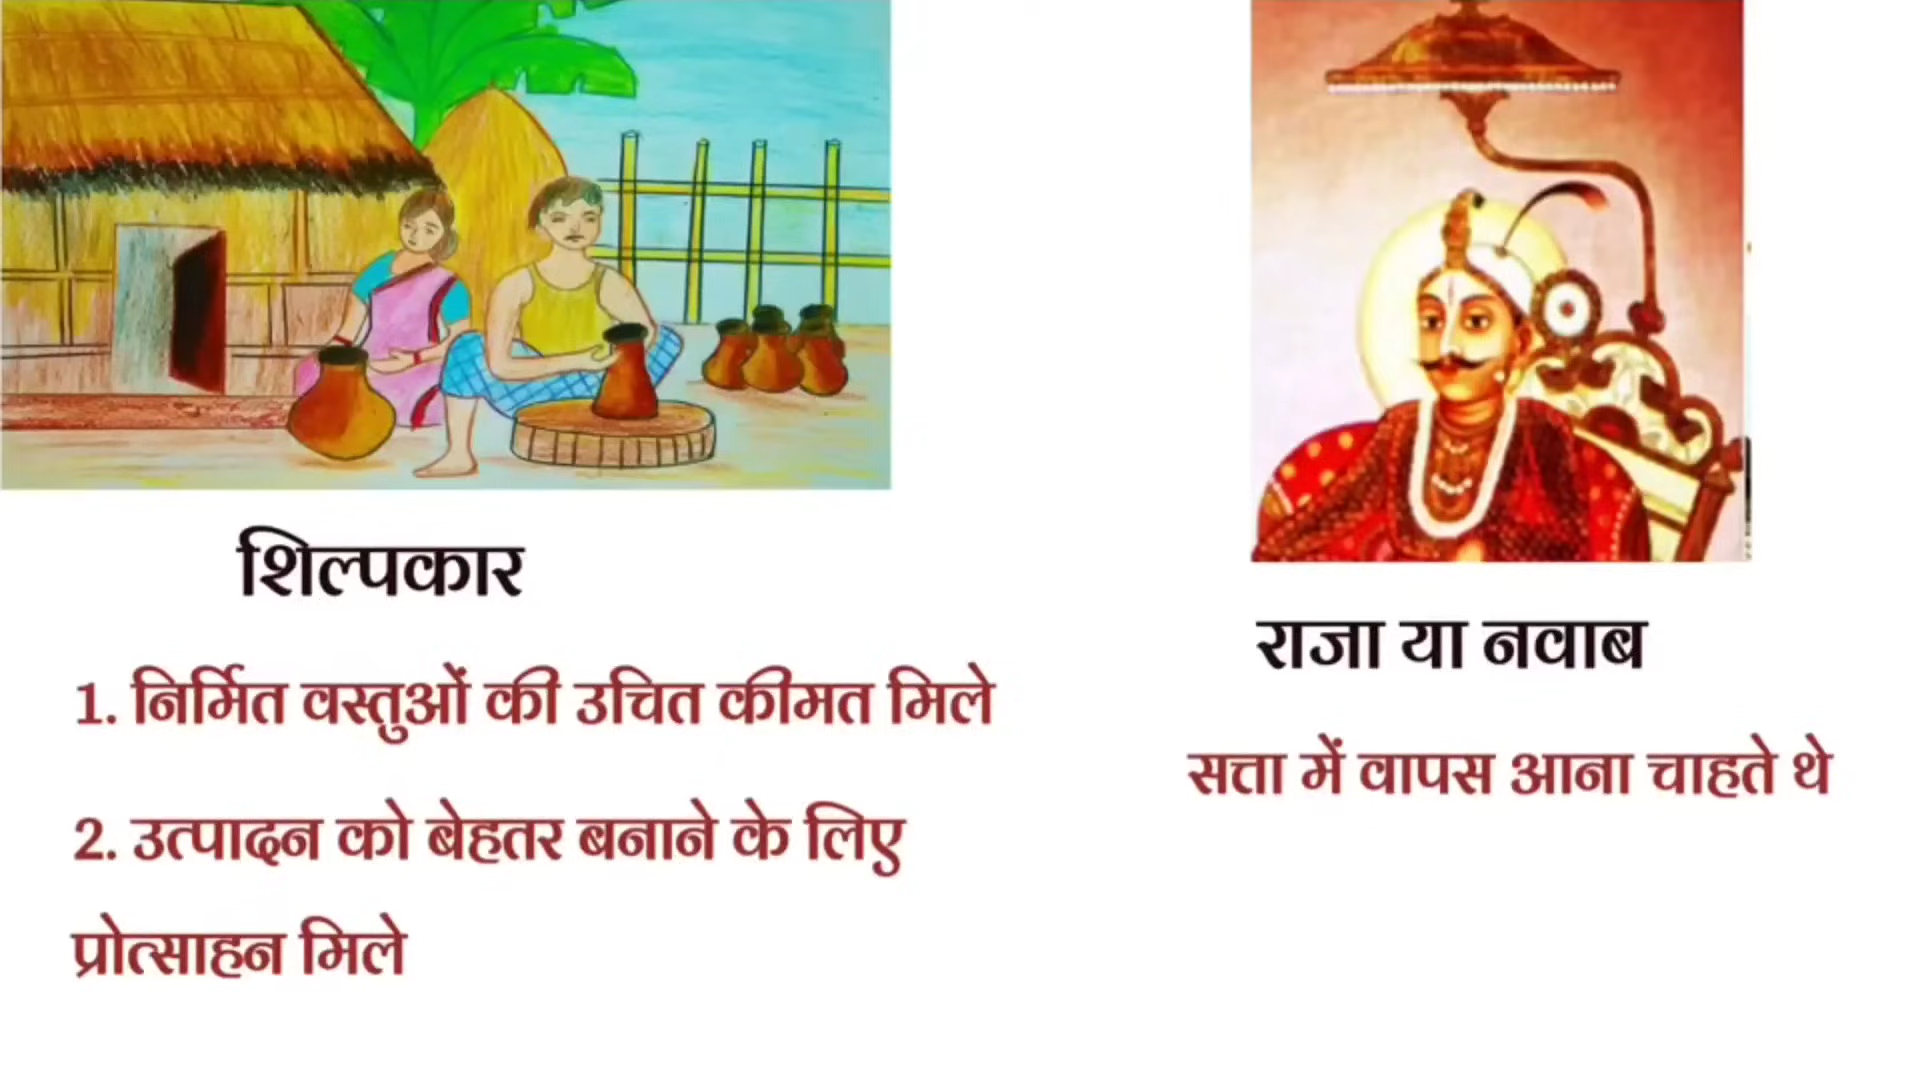 शिल्पकार
1. निर्मित वस्तुओं की उचित कीमत मिले
2. उत्पादन को बेहतर बनाने के लिए
प्रोत्साहन मिले
राजा या नवाब
सत्ता में वापस आना चाहते थे